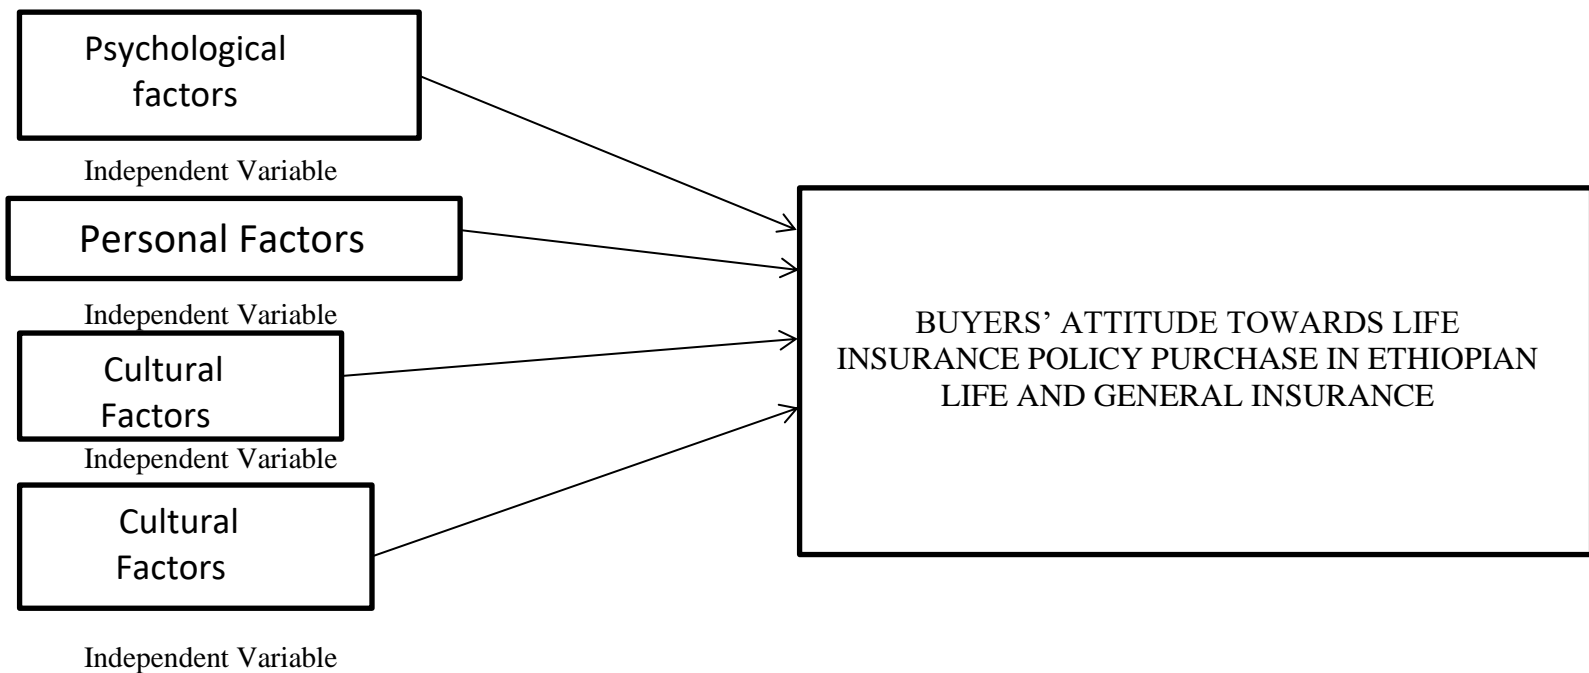 Psychological
factors
Independent Variable
Personal Factors
Independent Variable
Cultural
Factors
Independent Variable
Cultural
Factors
Independent Variable
BUYERS’ ATTITUDE TOWARDS LIFE
INSURANCE POLICY PURCHASE IN ETHIOPIAN
LIFE AND GENERAL INSURANCE